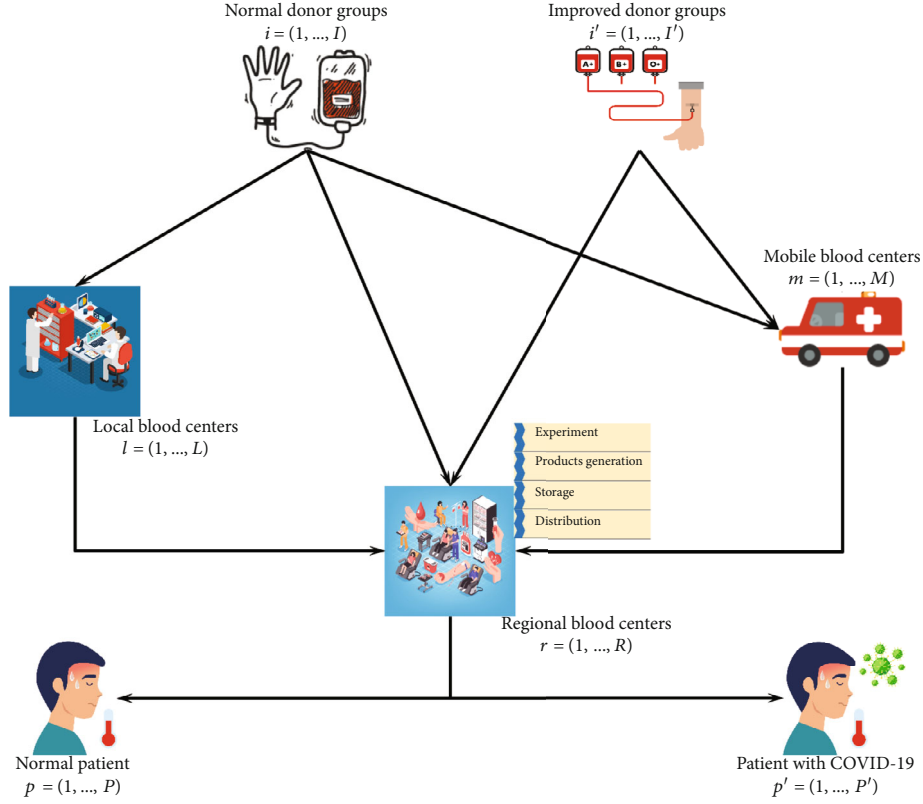 Normal donor groups
i = (1, ..., I)
Improved donor groups
i′ = (1, ..., I′)
A+
B+
O+
Mobile blood centers
m = (1, ..., M)
Local blood centers
l = (1, ..., L)
Experiment
Products generation
Storage
Distribution
Regional blood centers
r = (1, ..., R)
Normal patient
p = (1, ..., P)
Patient with COVID-19
p′ = (1, ..., P′)